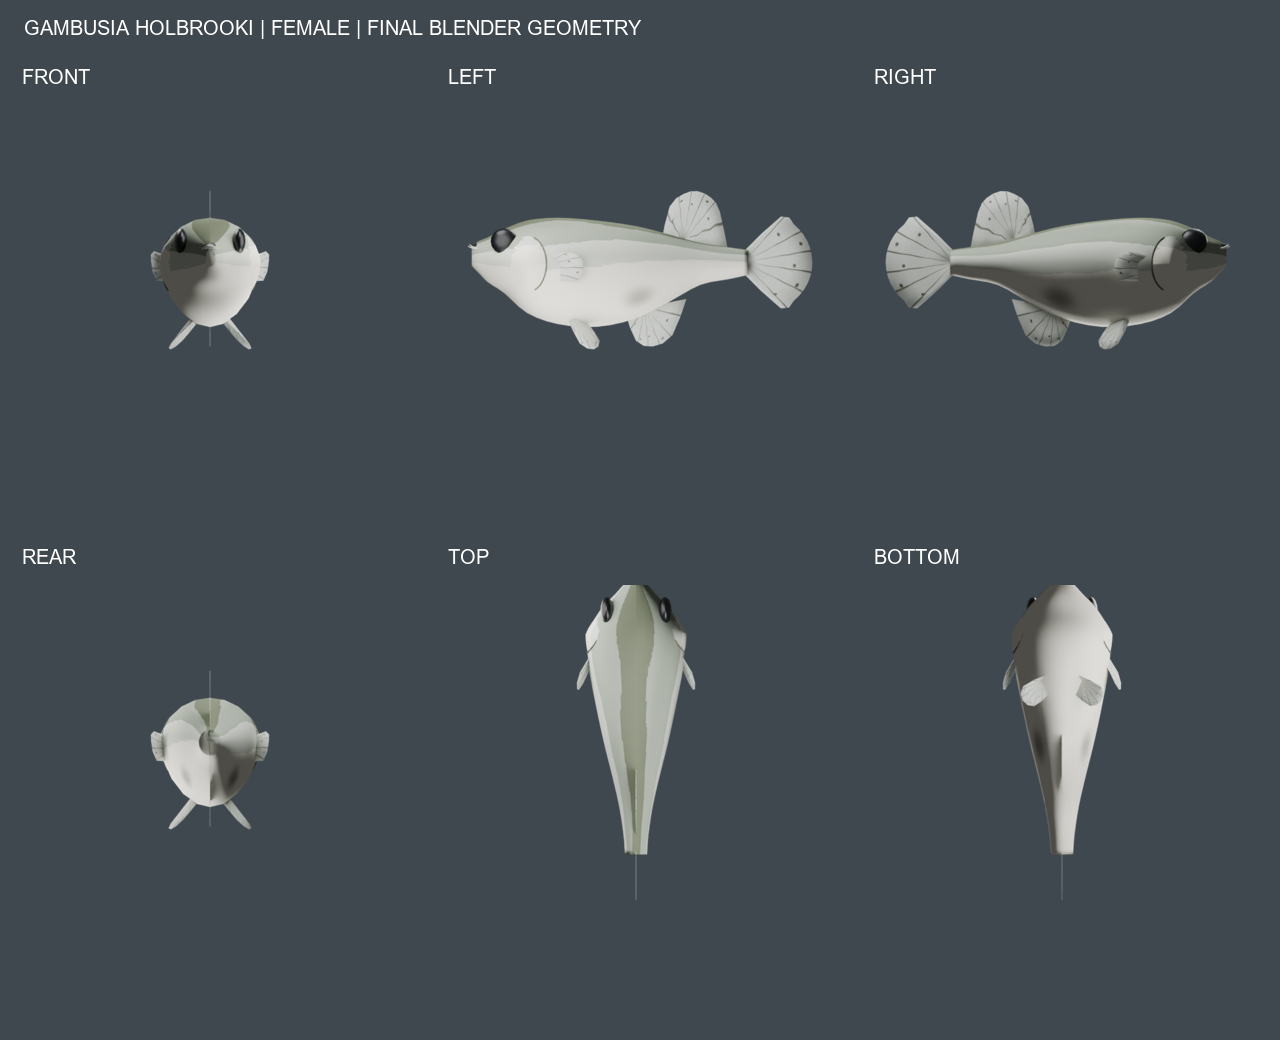 GAMBUSIA HOLBROOKI | FEMALE | FINAL BLENDER GEOMETRY
FRONT
LEFT
RIGHT
REAR
TOP
BOTTOM